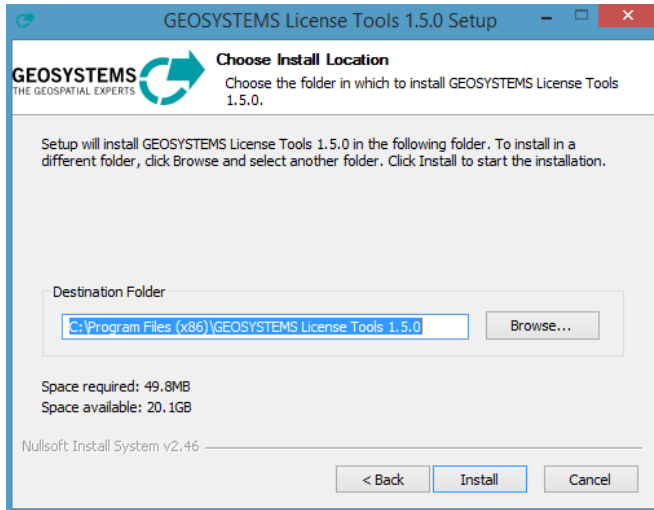 GEOSYSTEMS License Tools 1.5.0 Setup
GEOSYSTEMS
THE GEOSPATIAL EXPERTS
Choose Install Location
Choose the folder in which to install GEOSYSTEMS License Tools
1.5.0.
Setup will install GEOSYSTEMS License Tools 1.5.0 in the following folder. To install in a
different folder, click Browse and select another folder. Click Install to start the installation.
Destination Folder
C:\Program Files (x86)\GEOSYSTEMS License Tools 1.5.0
Browse...
Space required: 49.8MB
Space available: 20.1GB
Nullsoft Install System v2.46
< Back Install Cancel